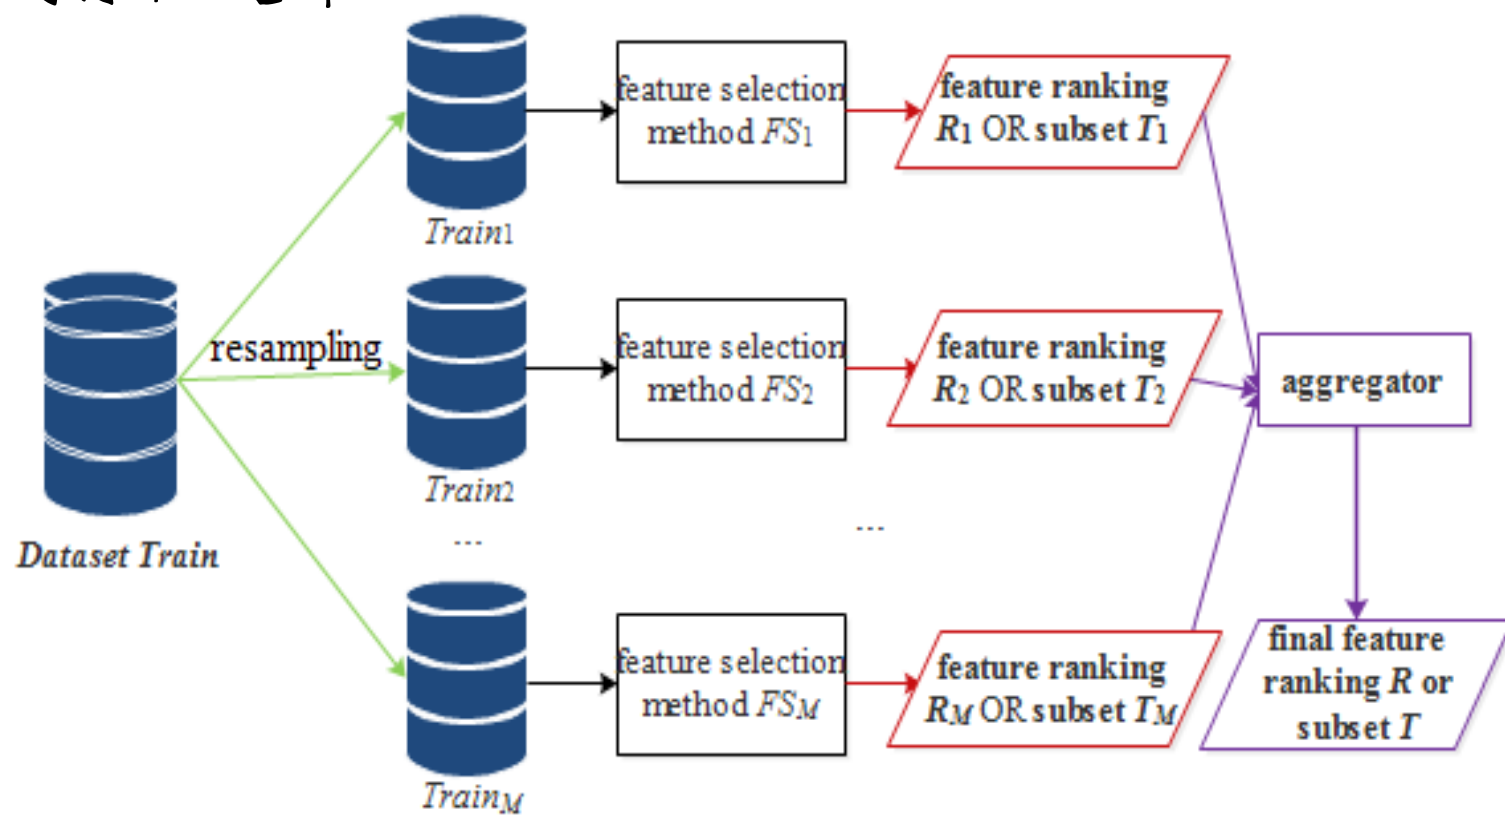 feature selection
method FS1
feature ranking
R1 OR subset T1
Train1
resampling
feature selection
method FS2
feature ranking
R2 OR subset T2
aggregator
Train2
...
...
Dataset Train
feature selection
method FSM
feature ranking
RM OR subset TM
final feature
ranking R or
subset T
TrainM